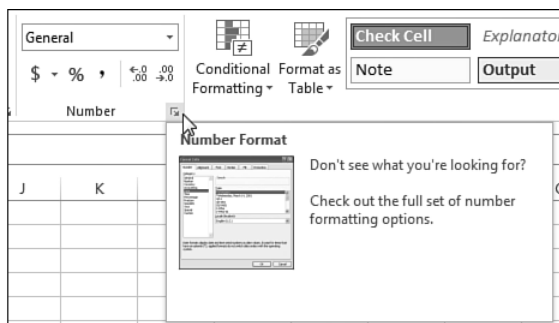 General
Check Cell
Explanator
$ %
Conditional Formatting
Format as Table
Note
Output
Number
Number Format
Don't see what you're looking for?
Check out the full set of number
formatting options.
J K